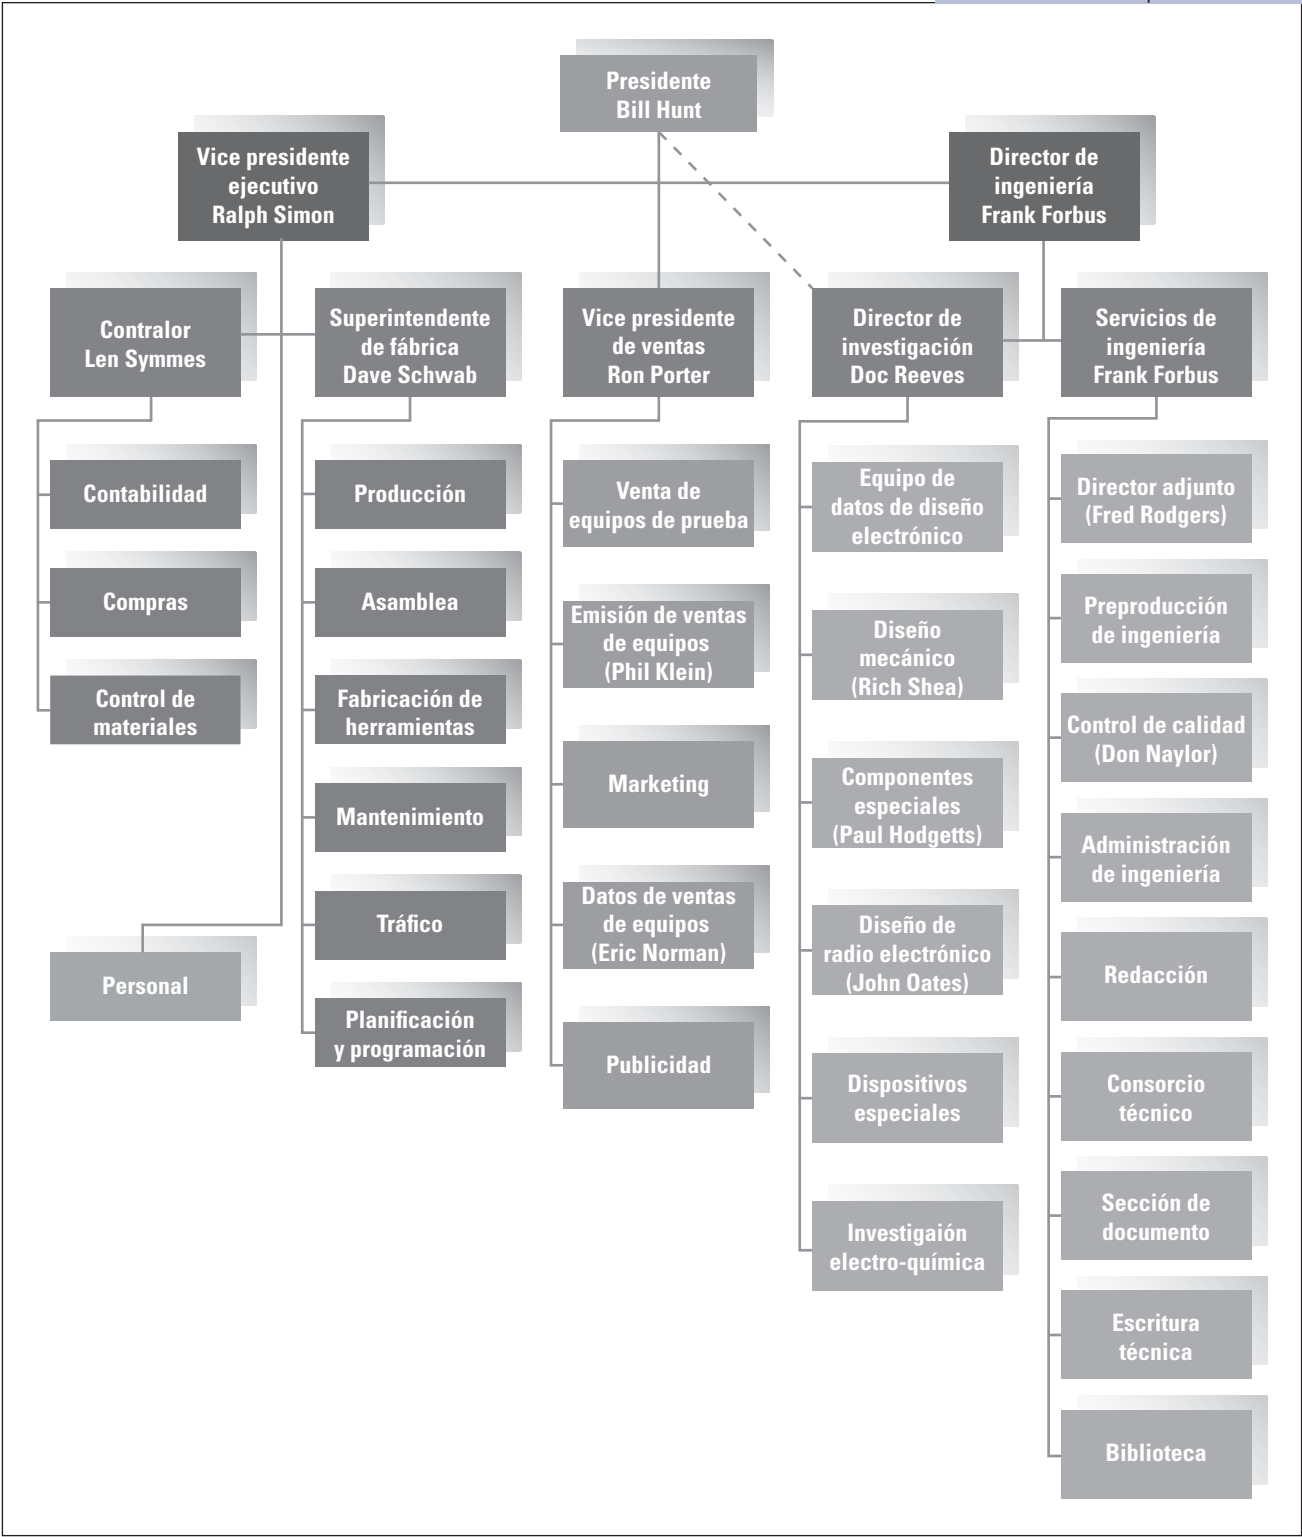 Presidente
Bill Hunt
Vice presidente
ejecutivo
Ralph Simon
Director de
ingeniería
Frank Forbus
Contralor
Len Symmes
Superintendente
de fábrica
Dave Schwab
Vice presidente
de ventas
Ron Porter
Director de
investigación
Doc Reeves
Servicios de
ingeniería
Frank Forbus
Contabilidad
Compras
Control de
materiales
Personal
Producción
Asamblea
Fabricación de
herramientas
Mantenimiento
Tráfico
Planificación
y programación
Venta de
equipos de prueba
Emisión de ventas
de equipos
(Phil Klein)
Marketing
Datos de ventas
de equipos
(Eric Norman)
Publicidad
Equipo de
datos de diseño
electrónico
Diseño
mecánico
(Rich Shea)
Componentes
especiales
(Paul Hodgetts)
Diseño de
radio electrónico
(John Oates)
Dispositivos
especiales
Investigaión
electro-química
Director adjunto
(Fred Rodgers)
Preproducción
de ingeniería
Control de calidad
(Don Naylor)
Administración
de ingeniería
Redacción
Consorcio
técnico
Sección de
documento
Escritura
técnica
Biblioteca